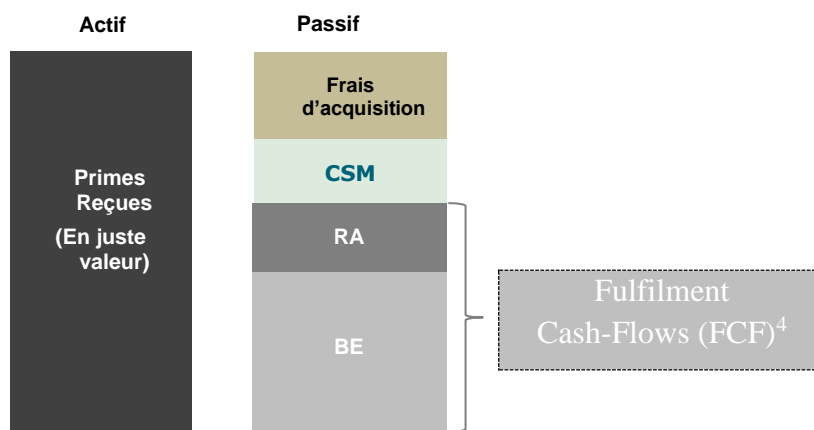 Actif
Passif
Primes
Reçues
(En juste
valeur)
Frais
d'acquisition
CSM
RA
BE
Fulfilment
Cash-Flows (FCF)4